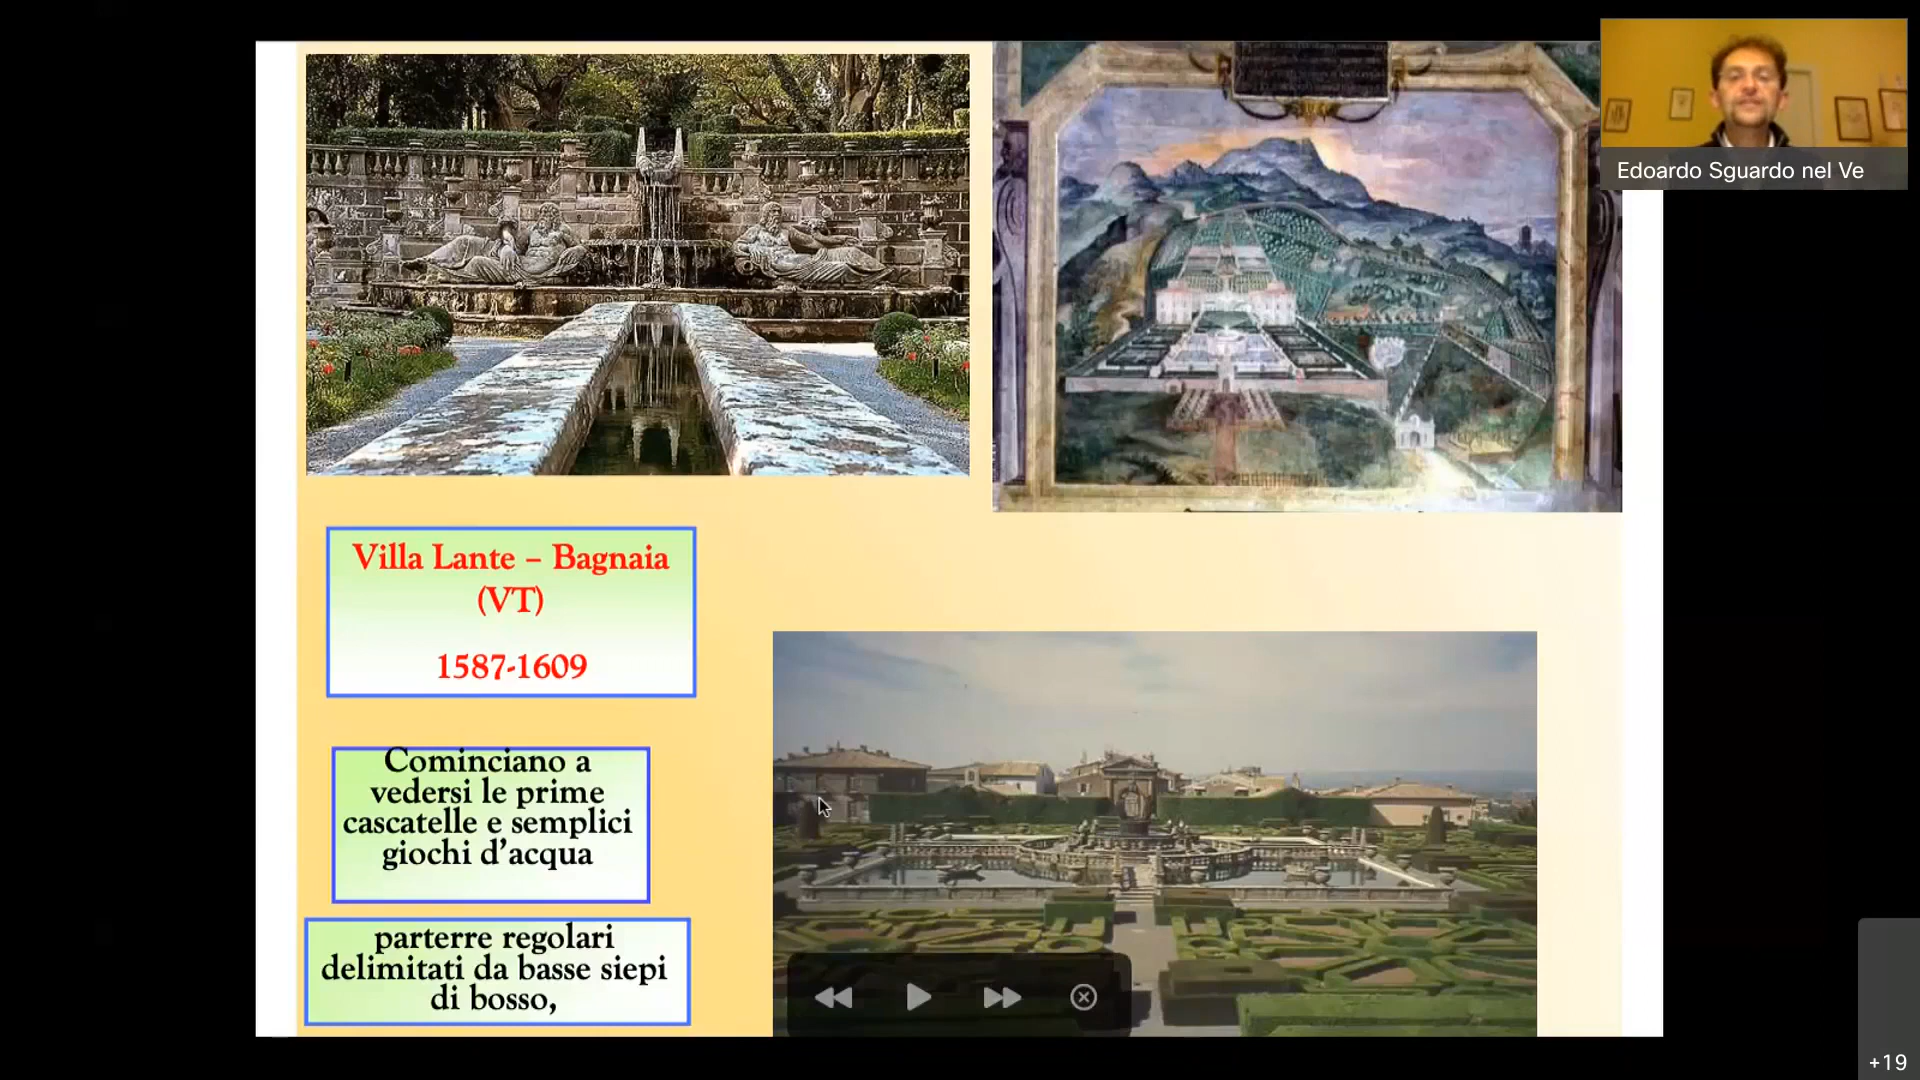 Edoardo Sguardo nel Ve
Villa Lante – Bagnaia
(VT)
1587-1609
Cominciano a
vedersi le prime
cascatelle e semplici
giochi d’acqua
parterre regolari
delimitati da basse siepi
di bosso,
+19